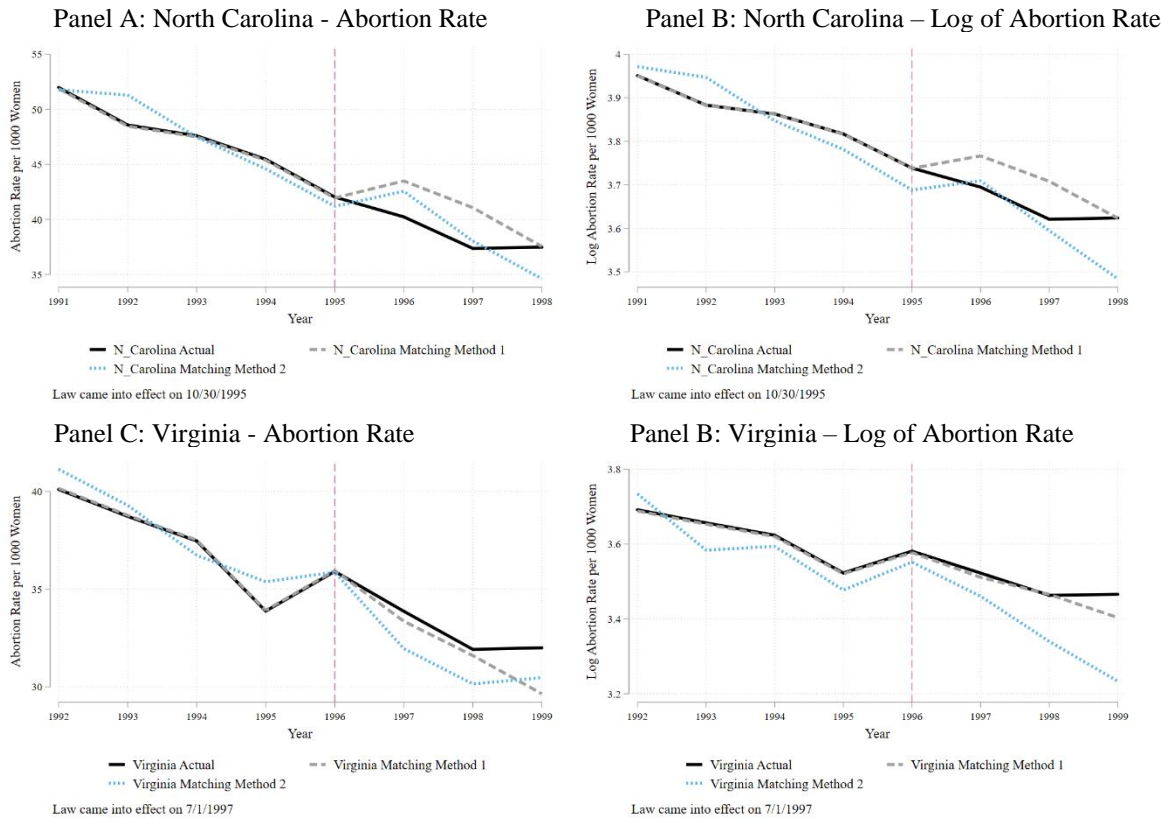 Panel A: North Carolina - Abortion Rate
Abortion Rate per 1000 Women
55
50
45
40
35
1991 1992 1993 1994 1995 1996 1997 1998
Year
N_Carolina Actual N_Carolina Matching Method 1
N_Carolina Matching Method 2
Law came into effect on 10/30/1995
Panel B: North Carolina – Log of Abortion Rate
Log Abortion Rate per 1000 Women
4
3.9
3.8
3.7
3.6
3.5
1991 1992 1993 1994 1995 1996 1997 1998
Year
N_Carolina Actual N_Carolina Matching Method 1
N_Carolina Matching Method 2
Law came into effect on 10/30/1995
Panel C: Virginia - Abortion Rate
Abortion Rate per 1000 Women
40
35
30
1992 1993 1994 1995 1996 1997 1998 1999
Year
Virginia Actual Virginia Matching Method 1
Virginia Matching Method 2
Law came into effect on 7/1/1997
Panel B: Virginia – Log of Abortion Rate
Log Abortion Rate per 1000 Women
3.8
3.6
3.4
3.2
1992 1993 1994 1995 1996 1997 1998 1999
Year
Virginia Actual Virginia Matching Method 1
Virginia Matching Method 2
Law came into effect on 7/1/1997